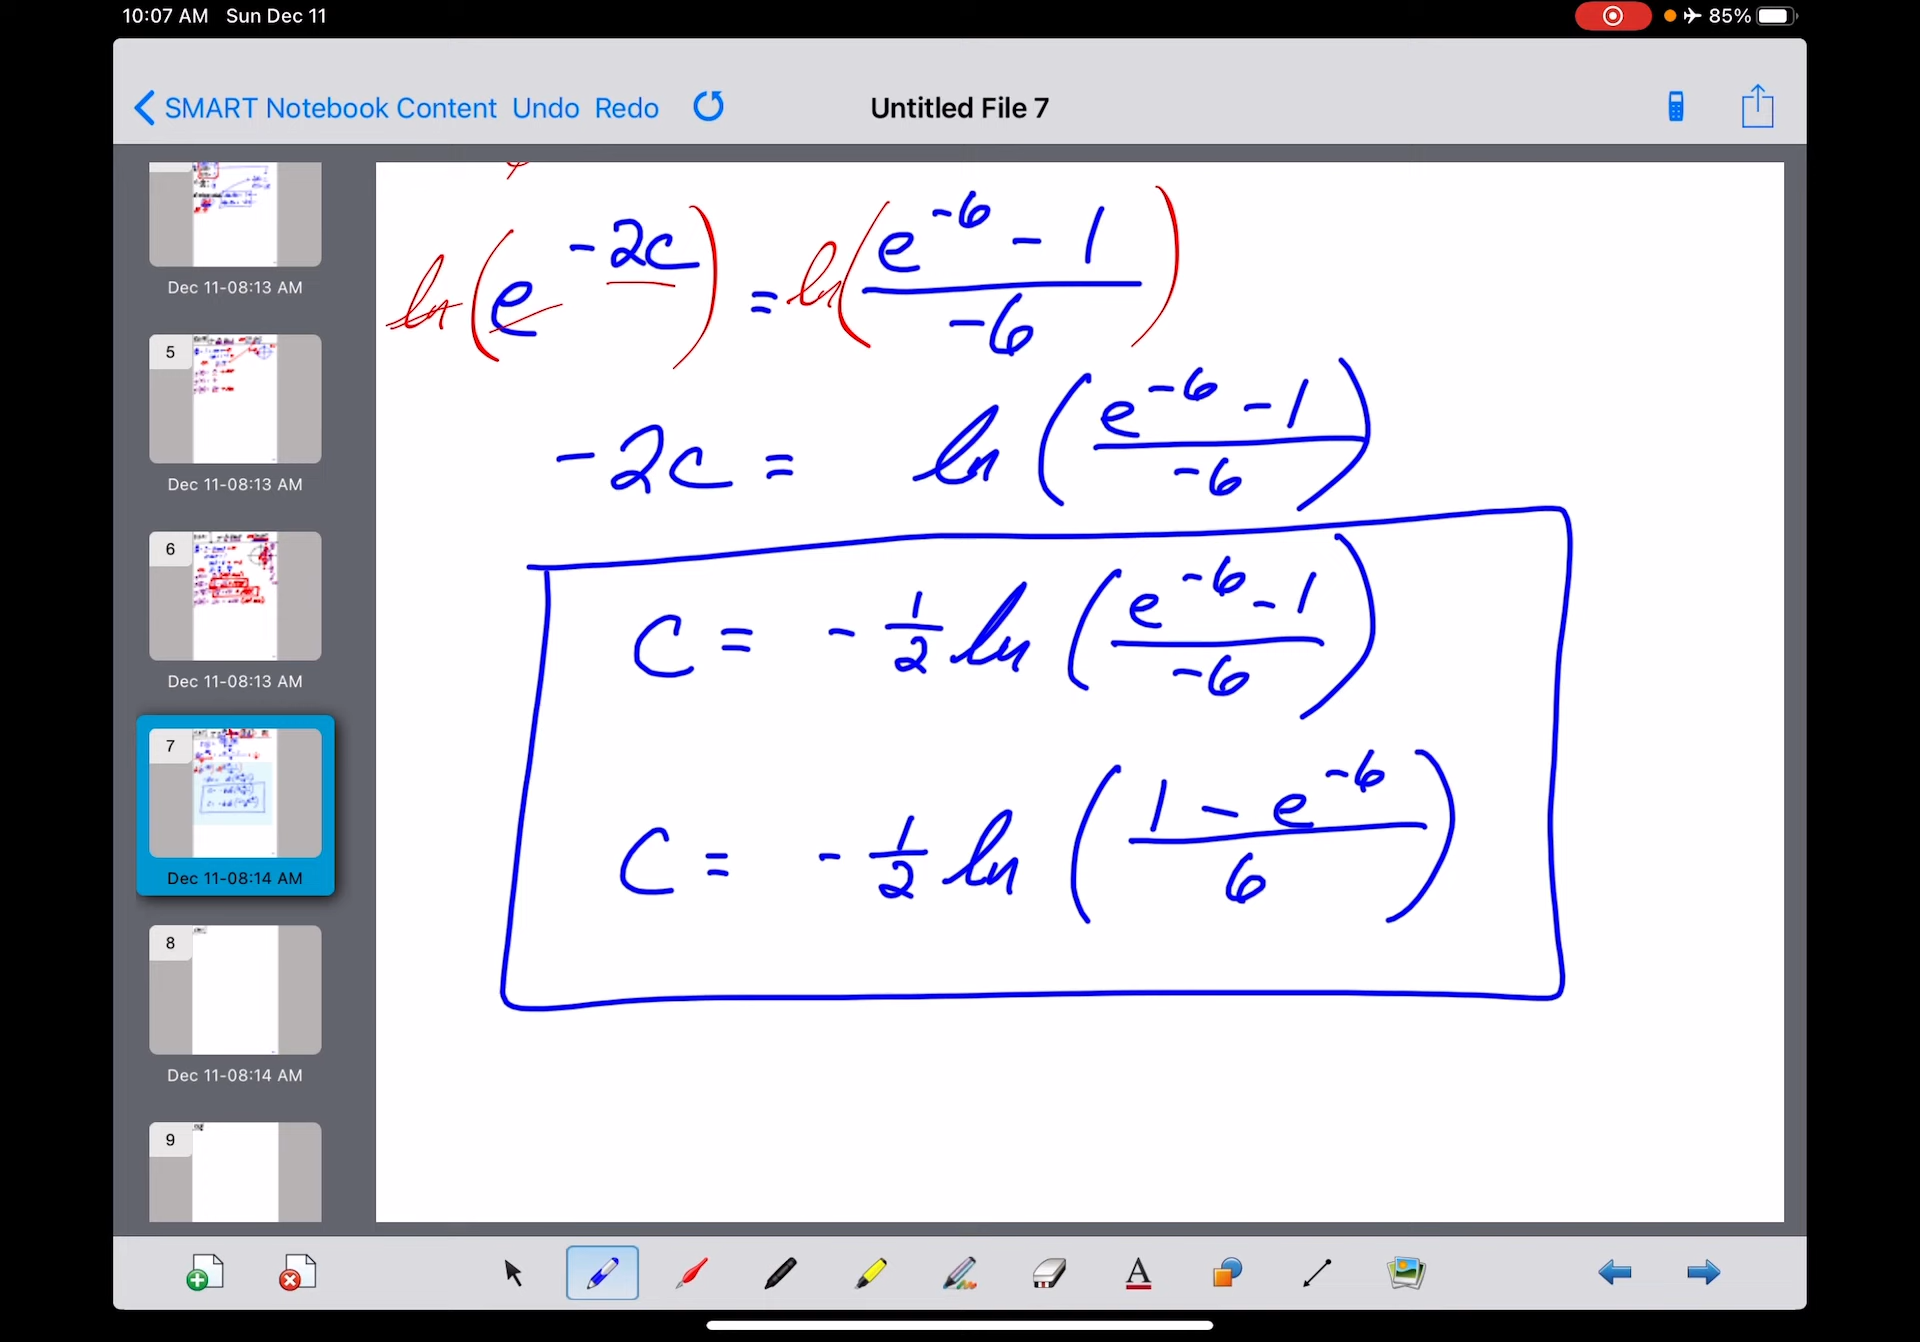 10:07 AM Sun Dec 11
85%
SMART Notebook Content Undo Redo
Untitled File 7
Dec 11-08:13 AM
5
Dec 11-08:13 AM
6
Dec 11-08:13 AM
7
Dec 11-08:14 AM
8
Dec 11-08:14 AM
9
ln(e^{-2c}) = ln((e^{-6} - 1)/(-6))
-2c = ln((e^{-6} - 1)/(-6))
C = -1/2 ln((e^{-6} - 1)/(-6))
C = -1/2 ln((1 - e^{-6})/6)
A